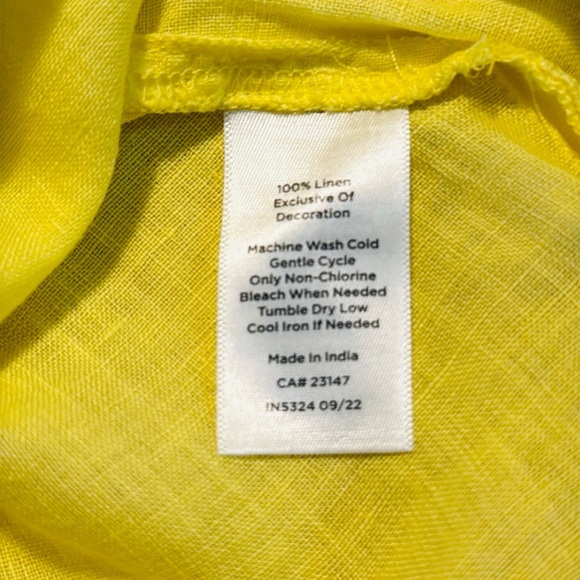 100% Linen
Exclusive Of
Decoration
Machine Wash Cold
Gentle Cycle
Only Non-Chlorine
Bleach When Needed
Tumble Dry Low
Cool Iron If Needed
Made In India
CA# 23147
IN5324 09/22